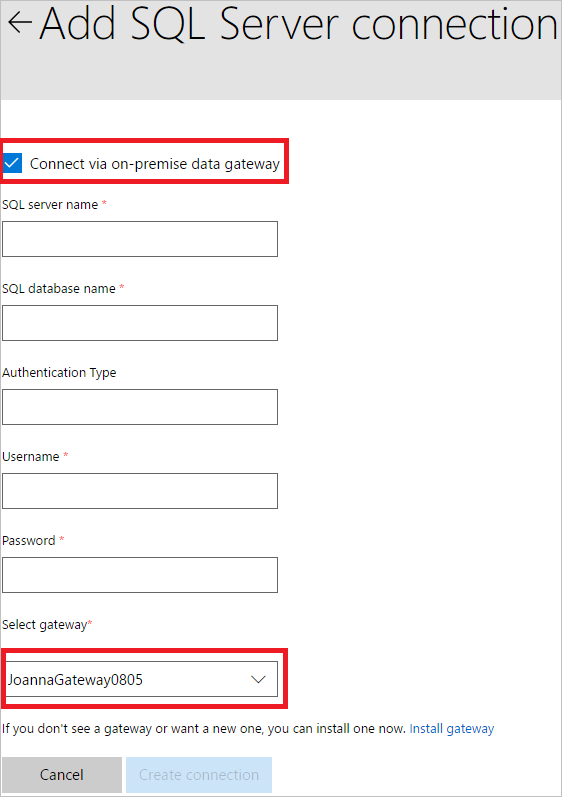 Add SQL Server connection
Connect via on-premise data gateway
SQL server name *
SQL database name *
Authentication Type
Username *
Password *
Select gateway*
JoannaGateway0805
If you don't see a gateway or want a new one, you can install one now. Install gateway
Cancel Create connection